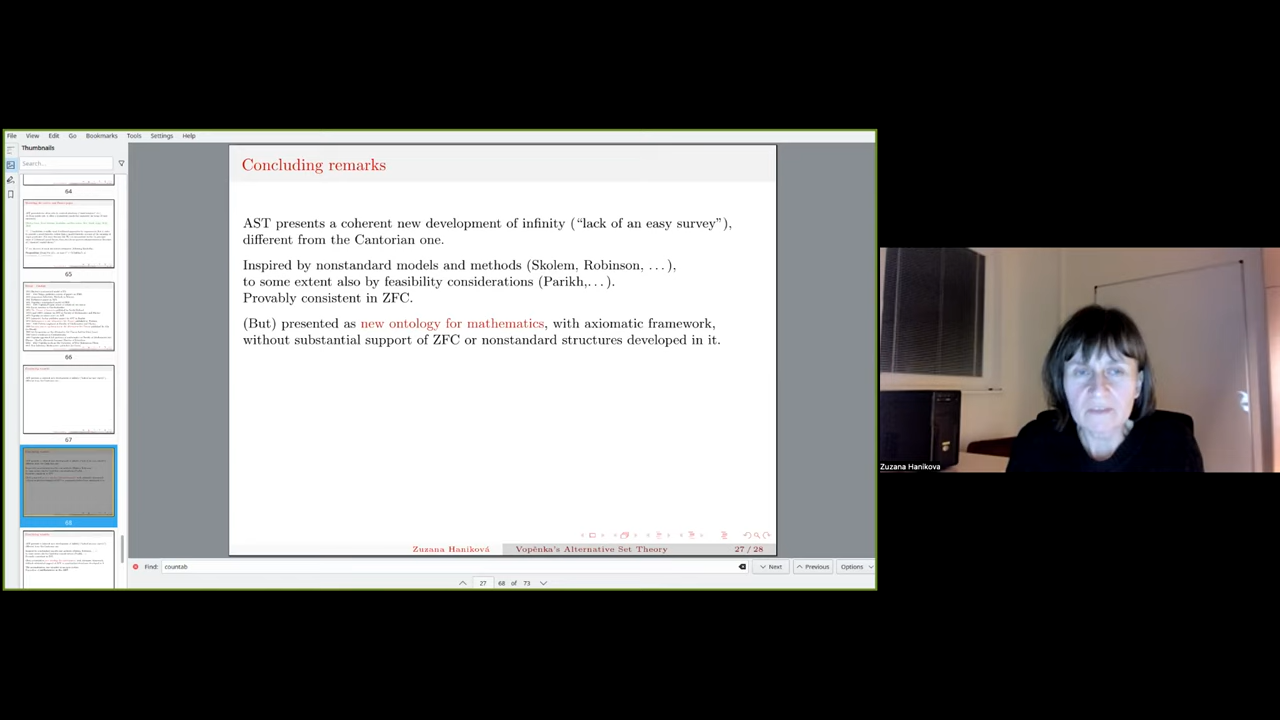 File View Edit Go Bookmarks Tools Settings Help
Thumbnails
Search...
64
65
66
67
68
Concluding remarks
AST presents a coherent new development of infinity (“lack of an easy survey”),
different from the Cantorian one.
Inspired by nonstandard models and methods (Skolem, Robinson, . . . ),
to some extent also by feasibility considerations (Parikh,. . . ).
Provably consistent in ZFC.
(But) presented as new ontology for mathematics, with axiomatic framework,
without substantial support of ZFC or nonstandard structures developed in it.
Zuzana Haniková Vopěnka's Alternative Set Theory 27 / 28
Find: countab Next Previous Options
27 68 of 73
Zuzana Hanikova